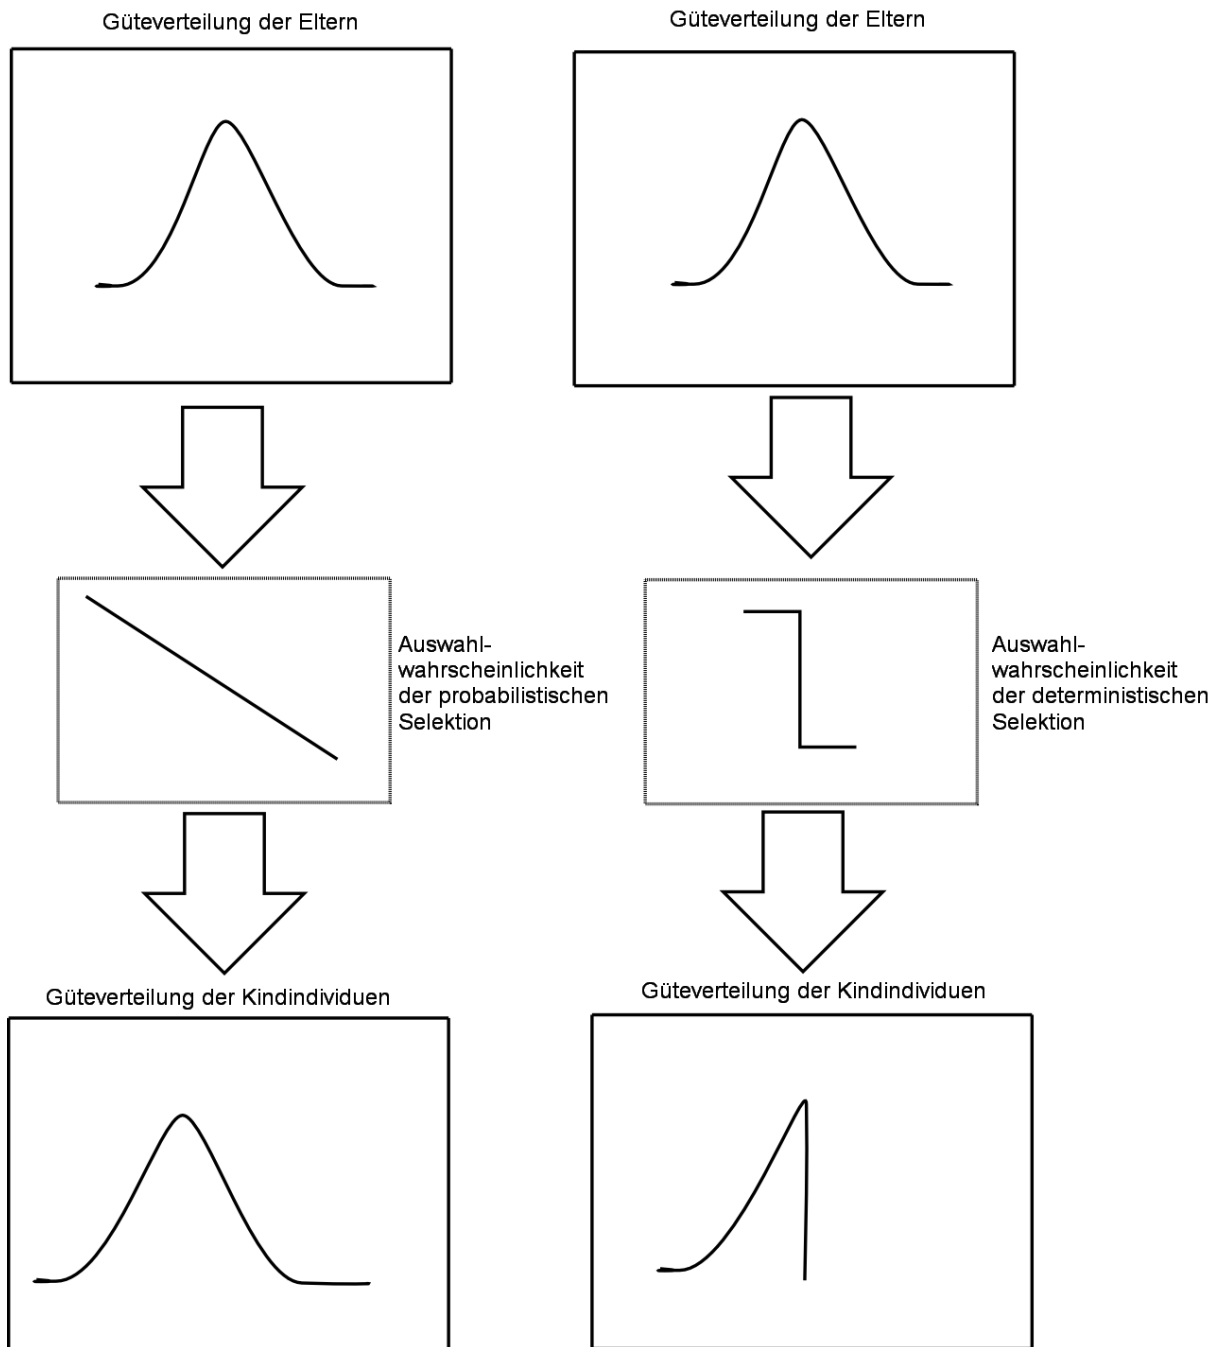 Güteverteilung der Eltern
Güteverteilung der Eltern
Auswahl-
wahrscheinlichkeit
der probabilistischen
Selektion
Auswahl-
wahrscheinlichkeit
der deterministischen
Selektion
Güteverteilung der Kindindividuen
Güteverteilung der Kindindividuen